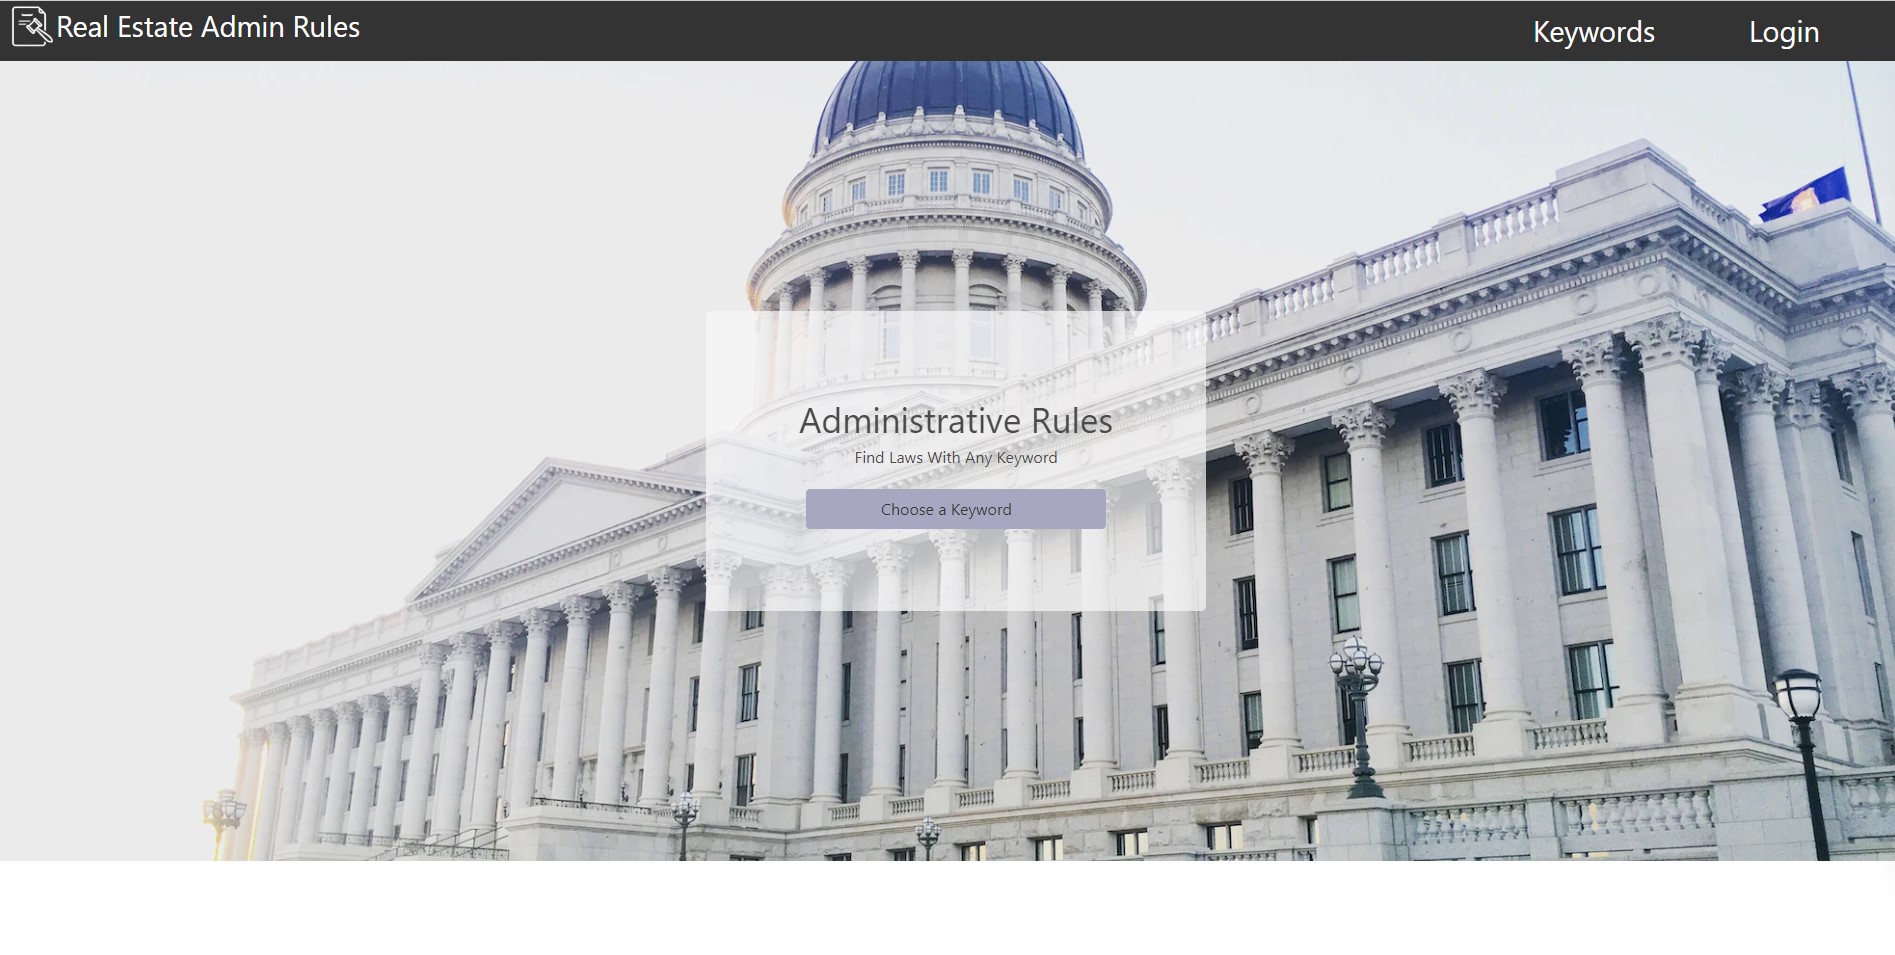 Real Estate Admin Rules
Keywords
Login
Administrative Rules
Find Laws With Any Keyword
Choose a Keyword